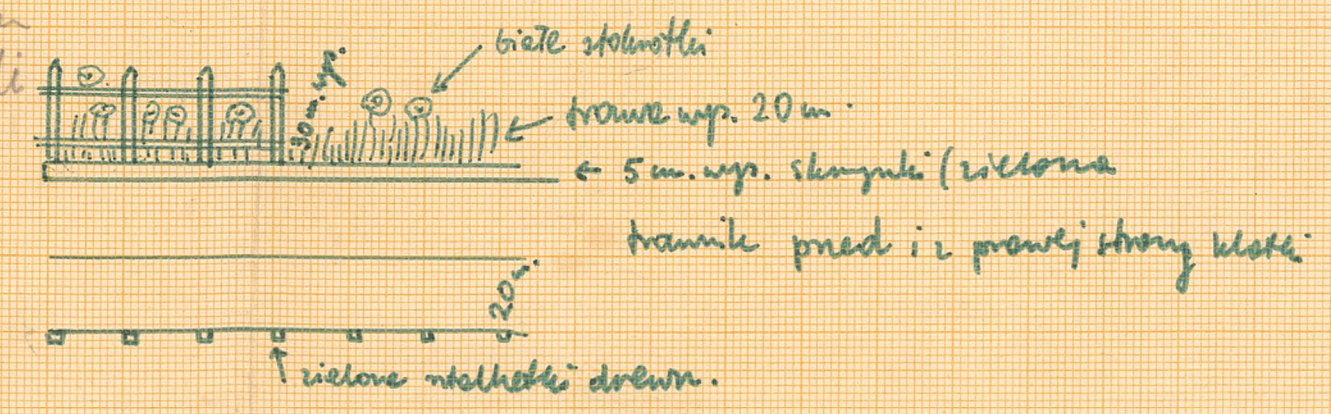 białe stokrotki
30 m. wys.
trawa wys. 20 m.
5 m. wys. skrzynki (zielona
trawnik przed i z prawej strony klatki
20 m.
zielone sztachetki drewn.